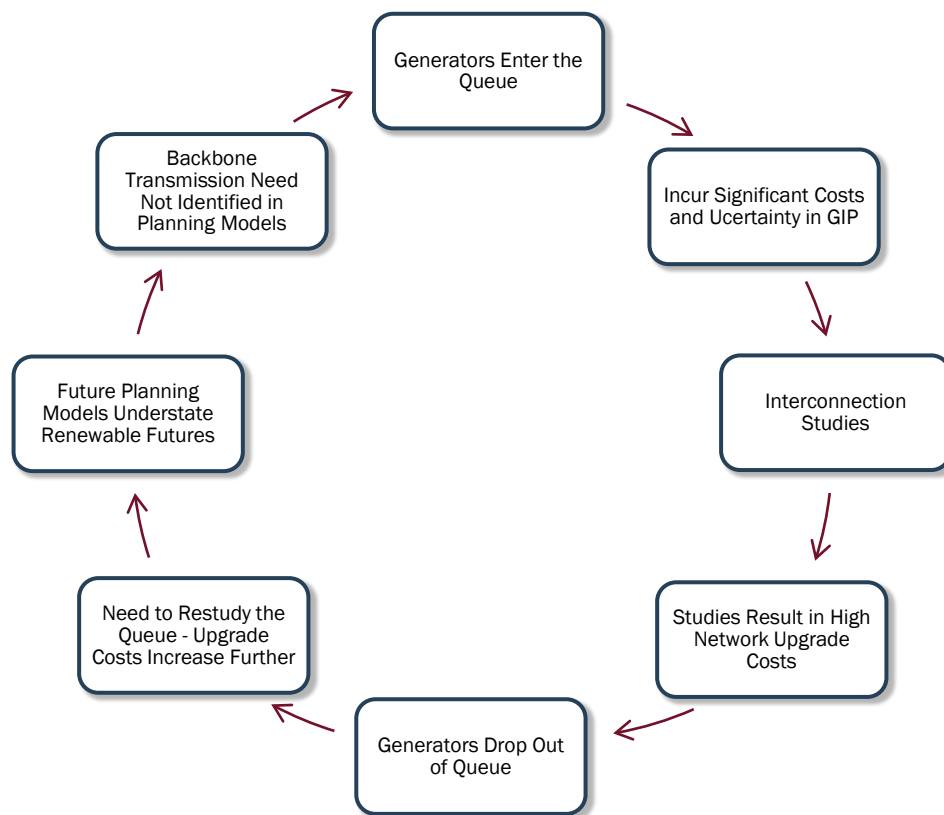 Generators Enter the
Queue
Incur Significant Costs
and Ucertainty in GIP
Interconnection
Studies
Studies Result in High
Network Upgrade
Costs
Generators Drop Out
of Queue
Need to Restudy the
Queue - Upgrade
Costs Increase Further
Future Planning
Models Understate
Renewable Futures
Backbone
Transmission Need
Not Identified in
Planning Models